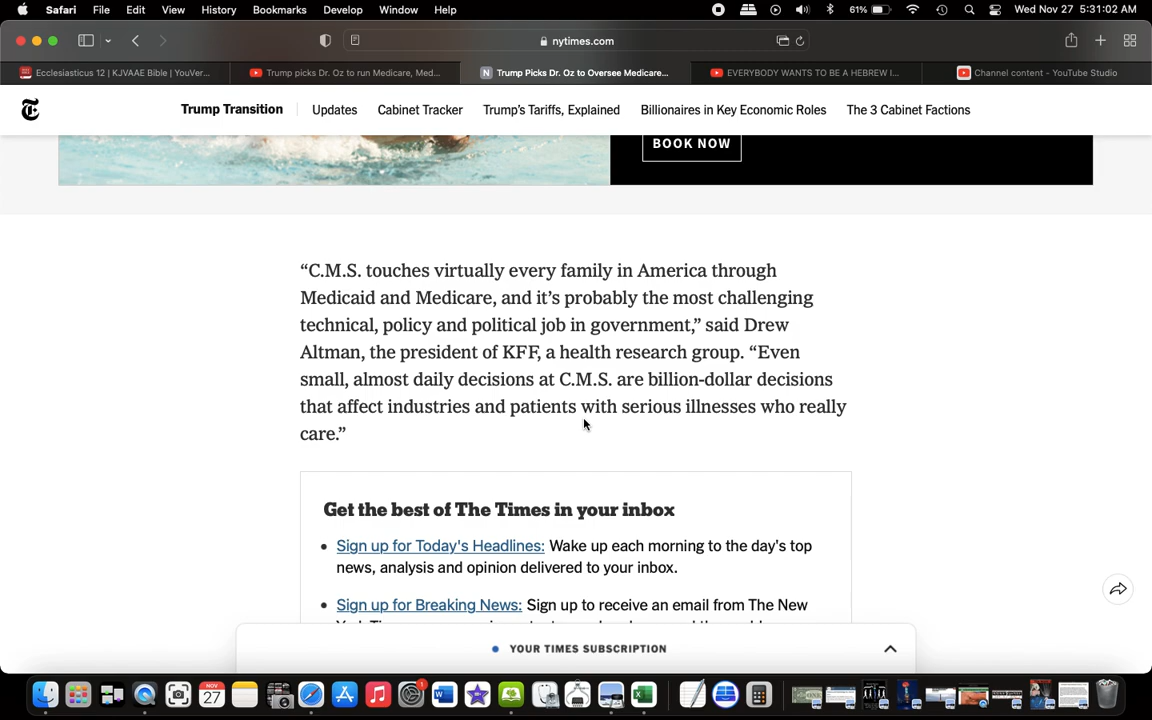 Safari File Edit View History Bookmarks Develop Window Help 61% Wed Nov 27 5:31:02 AM
nytimes.com
Ecclesiasticus 12 | KJVAAE Bible | YouVer... Trump picks Dr. Oz to run Medicare, Med... Trump Picks Dr. Oz to Oversee Medicare... EVERYBODY WANTS TO BE A HEBREW I... Channel content - YouTube Studio
Trump Transition Updates Cabinet Tracker Trump's Tariffs, Explained Billionaires in Key Economic Roles The 3 Cabinet Factions
BOOK NOW
“C.M.S. touches virtually every family in America through
Medicaid and Medicare, and it’s probably the most challenging
technical, policy and political job in government,” said Drew
Altman, the president of KFF, a health research group. “Even
small, almost daily decisions at C.M.S. are billion-dollar decisions
that affect industries and patients with serious illnesses who really
care.”
Get the best of The Times in your inbox
• Sign up for Today's Headlines: Wake up each morning to the day's top
news, analysis and opinion delivered to your inbox.
• Sign up for Breaking News: Sign up to receive an email from The New
YOUR TIMES SUBSCRIPTION
NOV
27
1